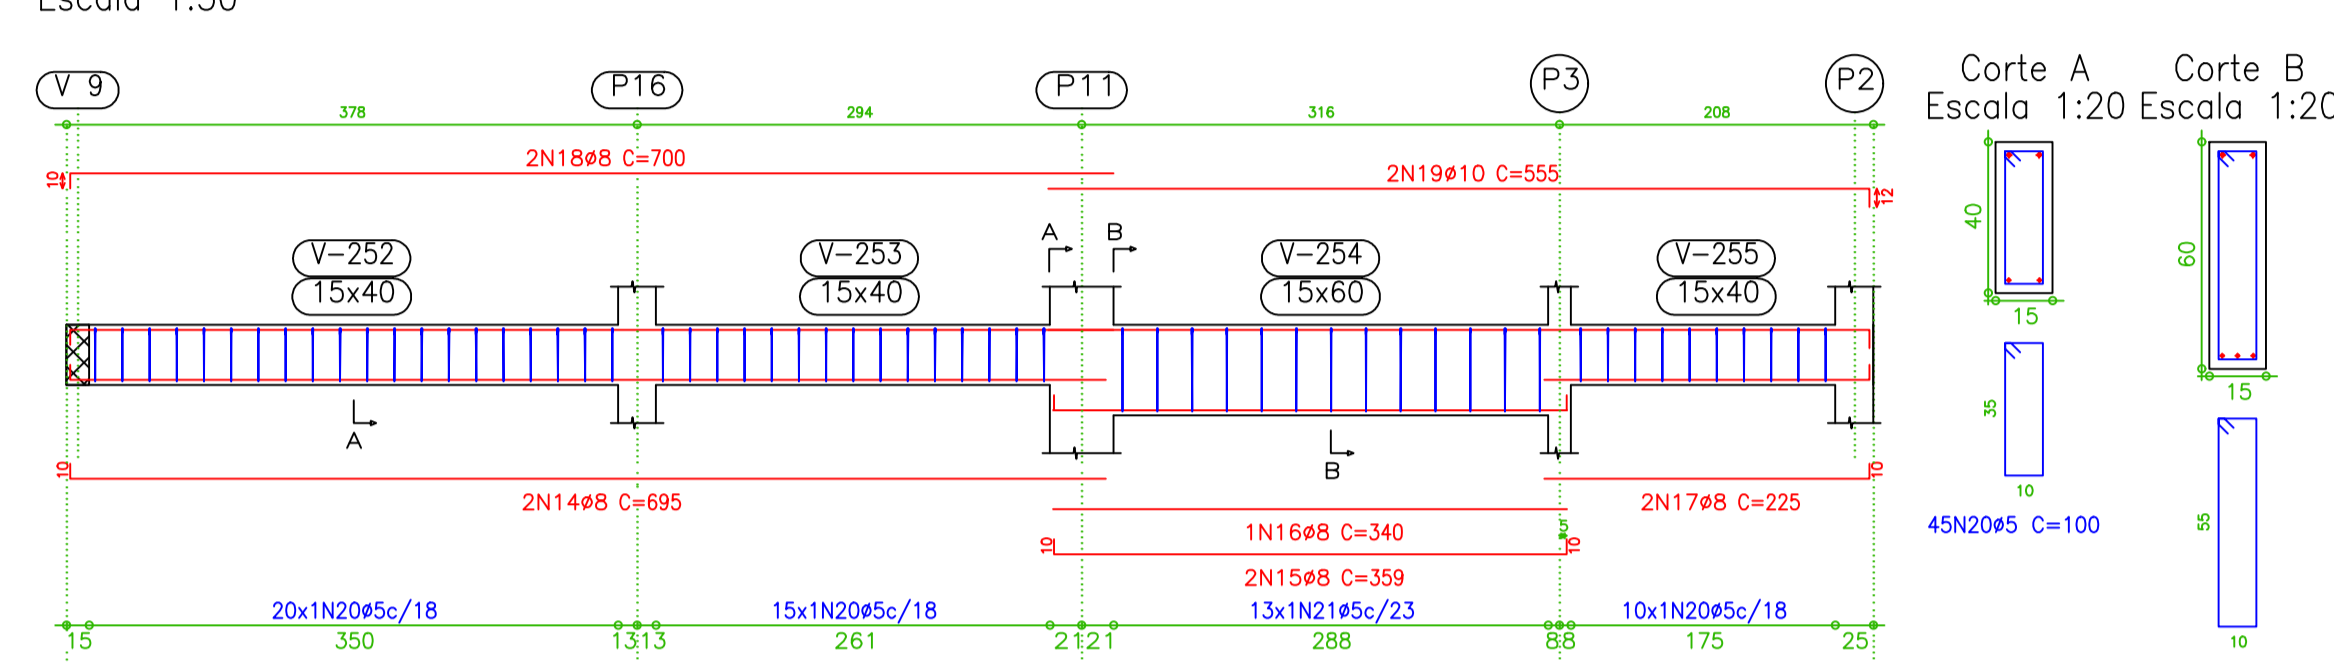 Escala 1:50
V 9
P16
P11
P3
P2
378
294
316
208
2N18ø8 C=700
10
2N19ø10 C=555
12
A
B
V-252
15x40
V-253
15x40
V-254
15x60
V-255
15x40
A
B
10
2N14ø8 C=695
10
2N17ø8 C=225
1N16ø8 C=340
5
10
10
2N15ø8 C=359
20x1N20ø5c/18
15x1N20ø5c/18
13x1N21ø5c/23
10x1N20ø5c/18
15
350
13
13
261
21
21
288
8
8
175
25
Corte A
Escala 1:20
40
15
35
10
45N20ø5 C=100
Corte B
Escala 1:20
60
15
55
10